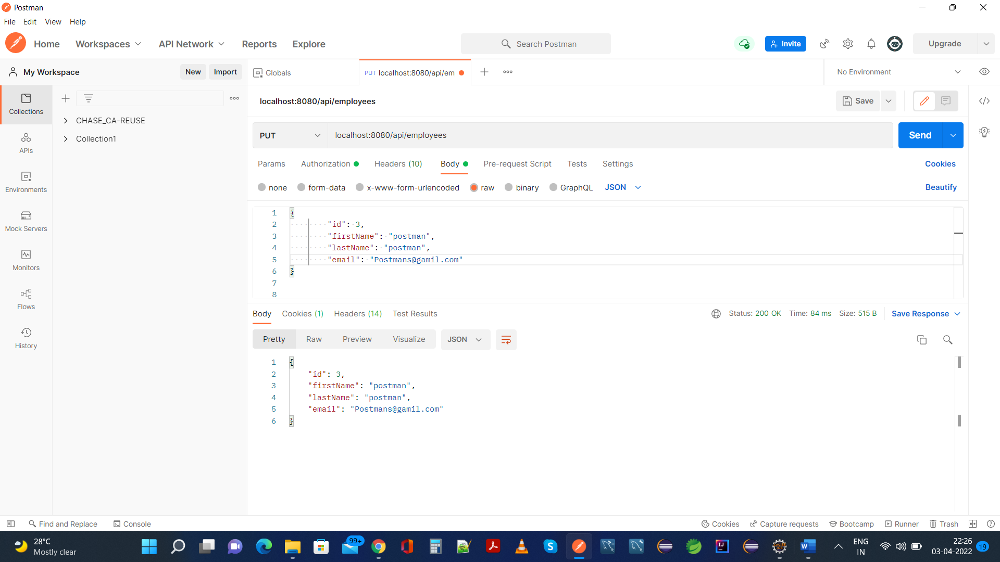 Postman
File Edit View Help
Home Workspaces API Network Reports Explore Search Postman Invite Upgrade
My Workspace New Import Globals PUT localhost:8080/api/em No Environment
localhost:8080/api/employees Save
Collections
CHASE_CA-REUSE
Collection1
APIs
Environments
Mock Servers
Monitors
Flows
History
PUT localhost:8080/api/employees Send
Params Authorization Headers (10) Body Pre-request Script Tests Settings Cookies
none form-data x-www-form-urlencoded raw binary GraphQL JSON Beautify
1 {
2 "id": 3,
3 "firstName": "postman",
4 "lastName": "postman",
5 "email": "Postmans@gamil.com"
6 }
7
8
Body Cookies (1) Headers (14) Test Results Status: 200 OK Time: 84 ms Size: 515 B Save Response
Pretty Raw Preview Visualize JSON
1 {
2 "id": 3,
3 "firstName": "postman",
4 "lastName": "postman",
5 "email": "Postmans@gamil.com"
6 }
Find and Replace Console Cookies Capture requests Bootcamp Runner Trash
28°C
Mostly clear
99+
ENG
IN
22:26
03-04-2022
19